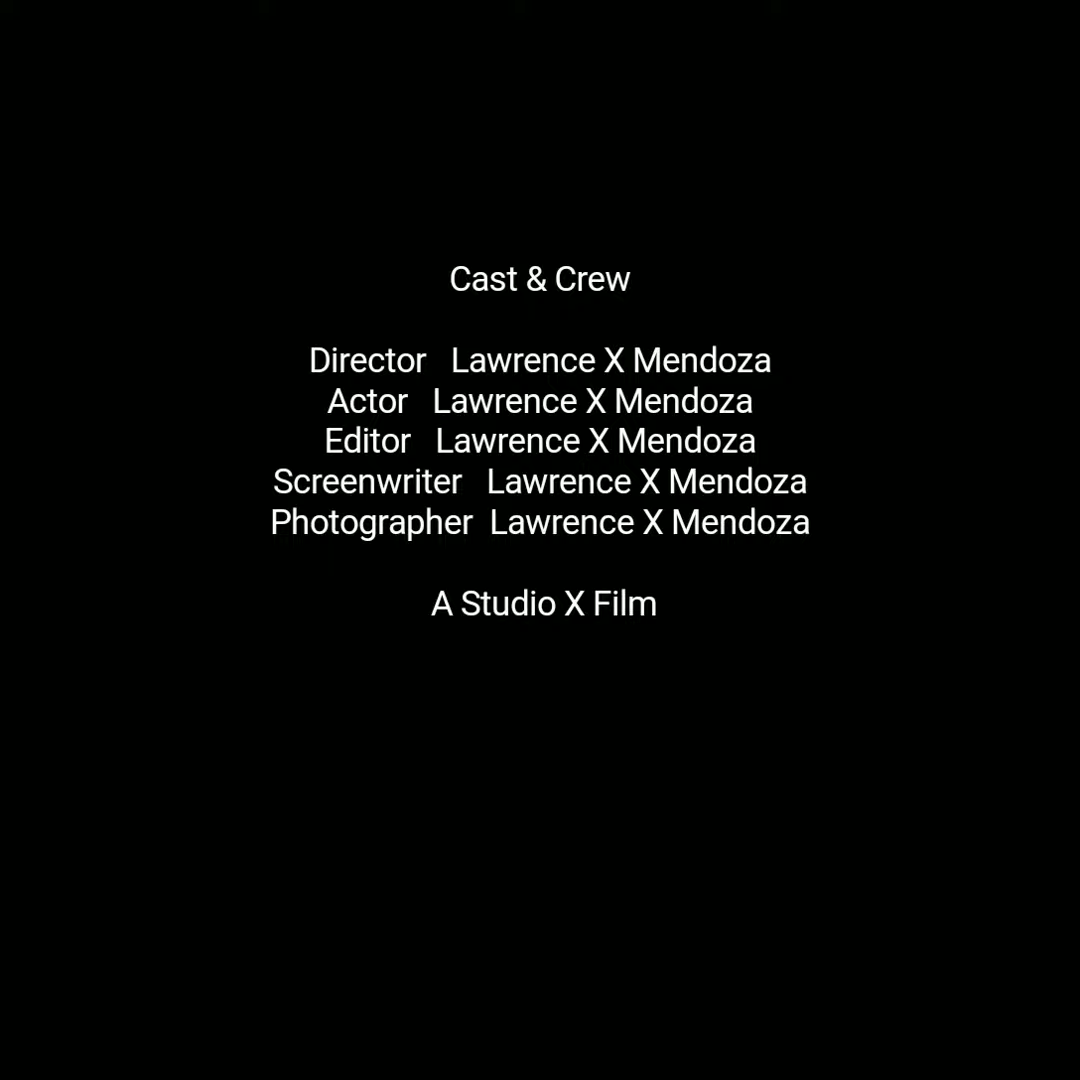 Cast & Crew
Director Lawrence X Mendoza
Actor Lawrence X Mendoza
Editor Lawrence X Mendoza
Screenwriter Lawrence X Mendoza
Photographer Lawrence X Mendoza
A Studio X Film